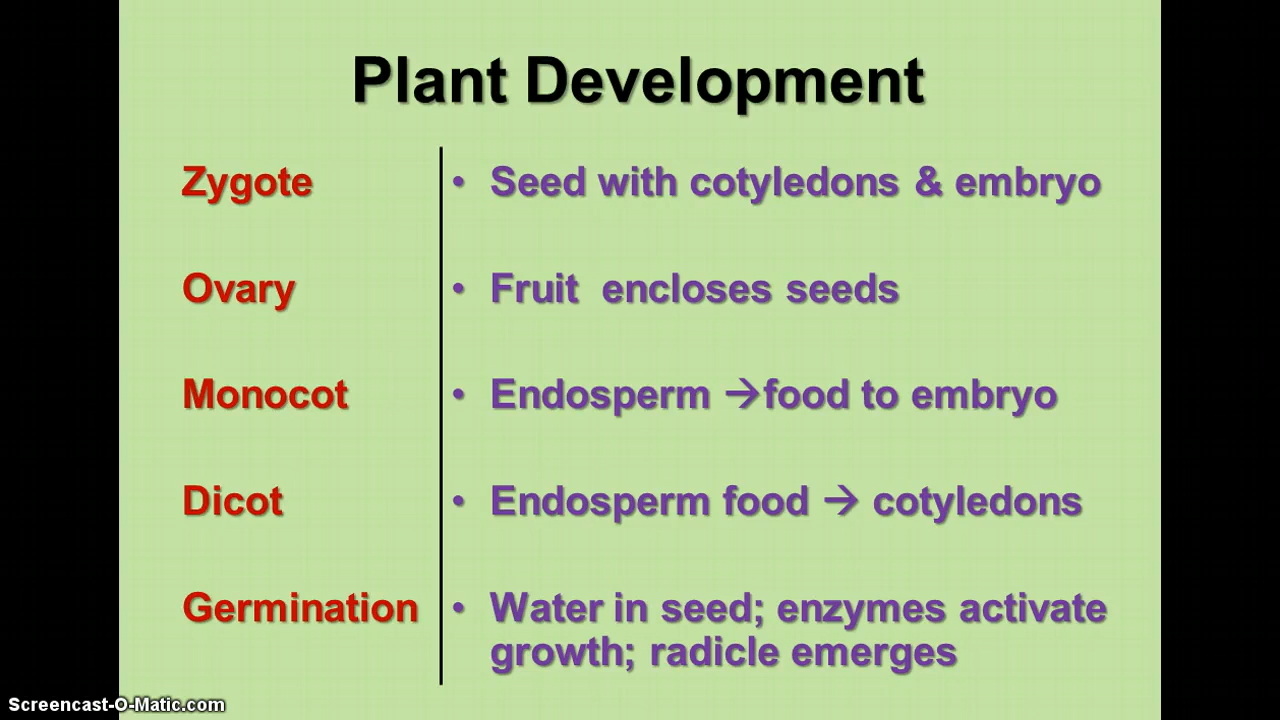 Plant Development
Zygote • Seed with cotyledons & embryo
Ovary • Fruit encloses seeds
Monocot • Endosperm →food to embryo
Dicot • Endosperm food → cotyledons
Germination • Water in seed; enzymes activate
growth; radicle emerges
Screencast-O-Matic.com